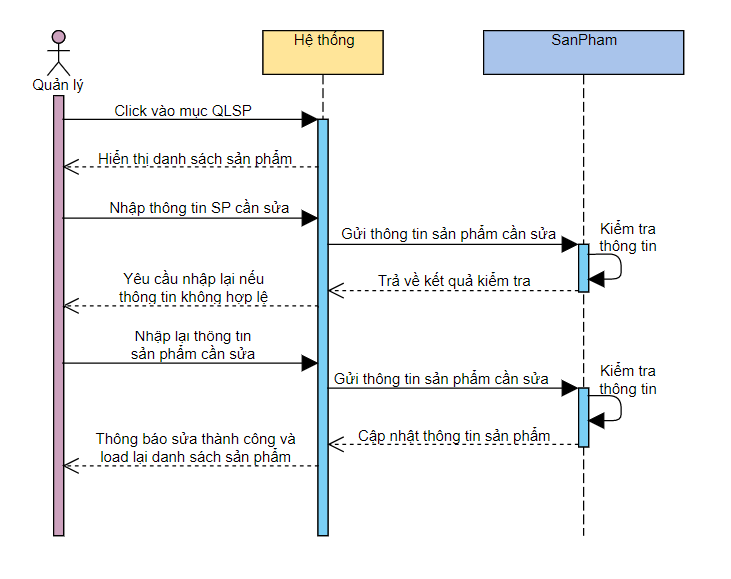 Hệ thống
SanPham
Quản lý
Click vào mục QLSP
Hiển thị danh sách sản phẩm
Nhập thông tin SP cần sửa
Gửi thông tin sản phẩm cần sửa
Kiểm tra
thông tin
Trả về kết quả kiểm tra
Yêu cầu nhập lại nếu
thông tin không hợp lệ
Nhập lại thông tin
sản phẩm cần sửa
Gửi thông tin sản phẩm cần sửa
Kiểm tra
thông tin
Cập nhật thông tin sản phẩm
Thông báo sửa thành công và
load lại danh sách sản phẩm